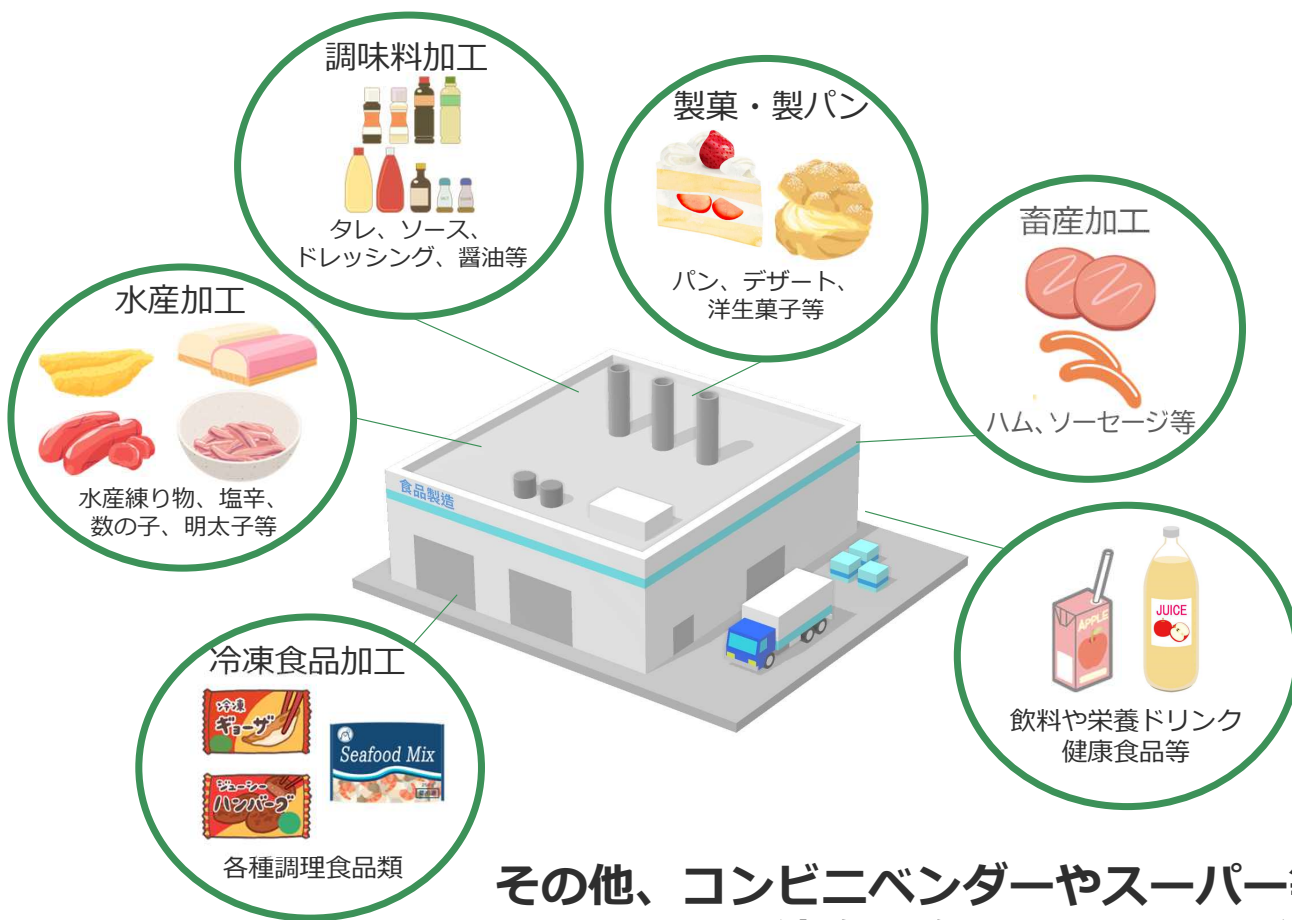 調味料加工
タレ、ソース、
ドレッシング、醤油等
製菓・製パン
パン、デザート、
洋生菓子等
畜産加工
ハム、ソーセージ等
水産加工
水産練り物、塩辛、
数の子、明太子等
食品製造
APPLE
JUICE
飲料や栄養ドリンク
健康食品等
冷凍食品加工
冷凍
ギョーザ
Seafood Mix
ジューシー
ハンバーグ
各種調理食品類
その他、コンビニベンダーやスーパー